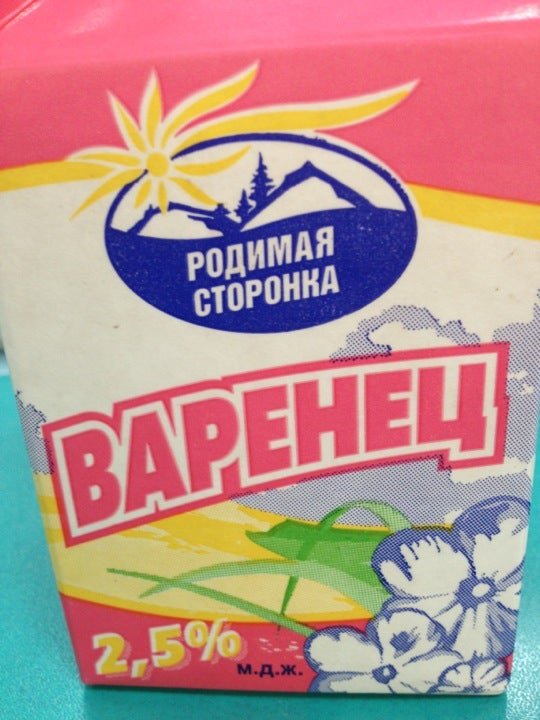 РОДИМАЯ
СТОРОНКА
ВАРЕНЕЦ
2,5%
м.д.ж.